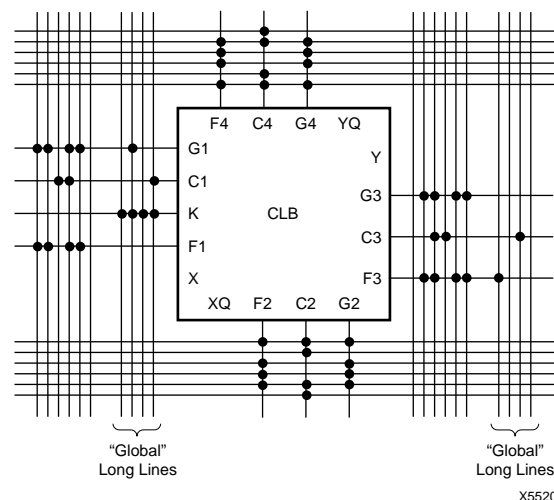 F4 C4 G4 YQ
G1
Y
C1
G3
K
CLB
C3
F1
X
F3
XQ F2 C2 G2
“Global”
Long Lines
“Global”
Long Lines
X5520